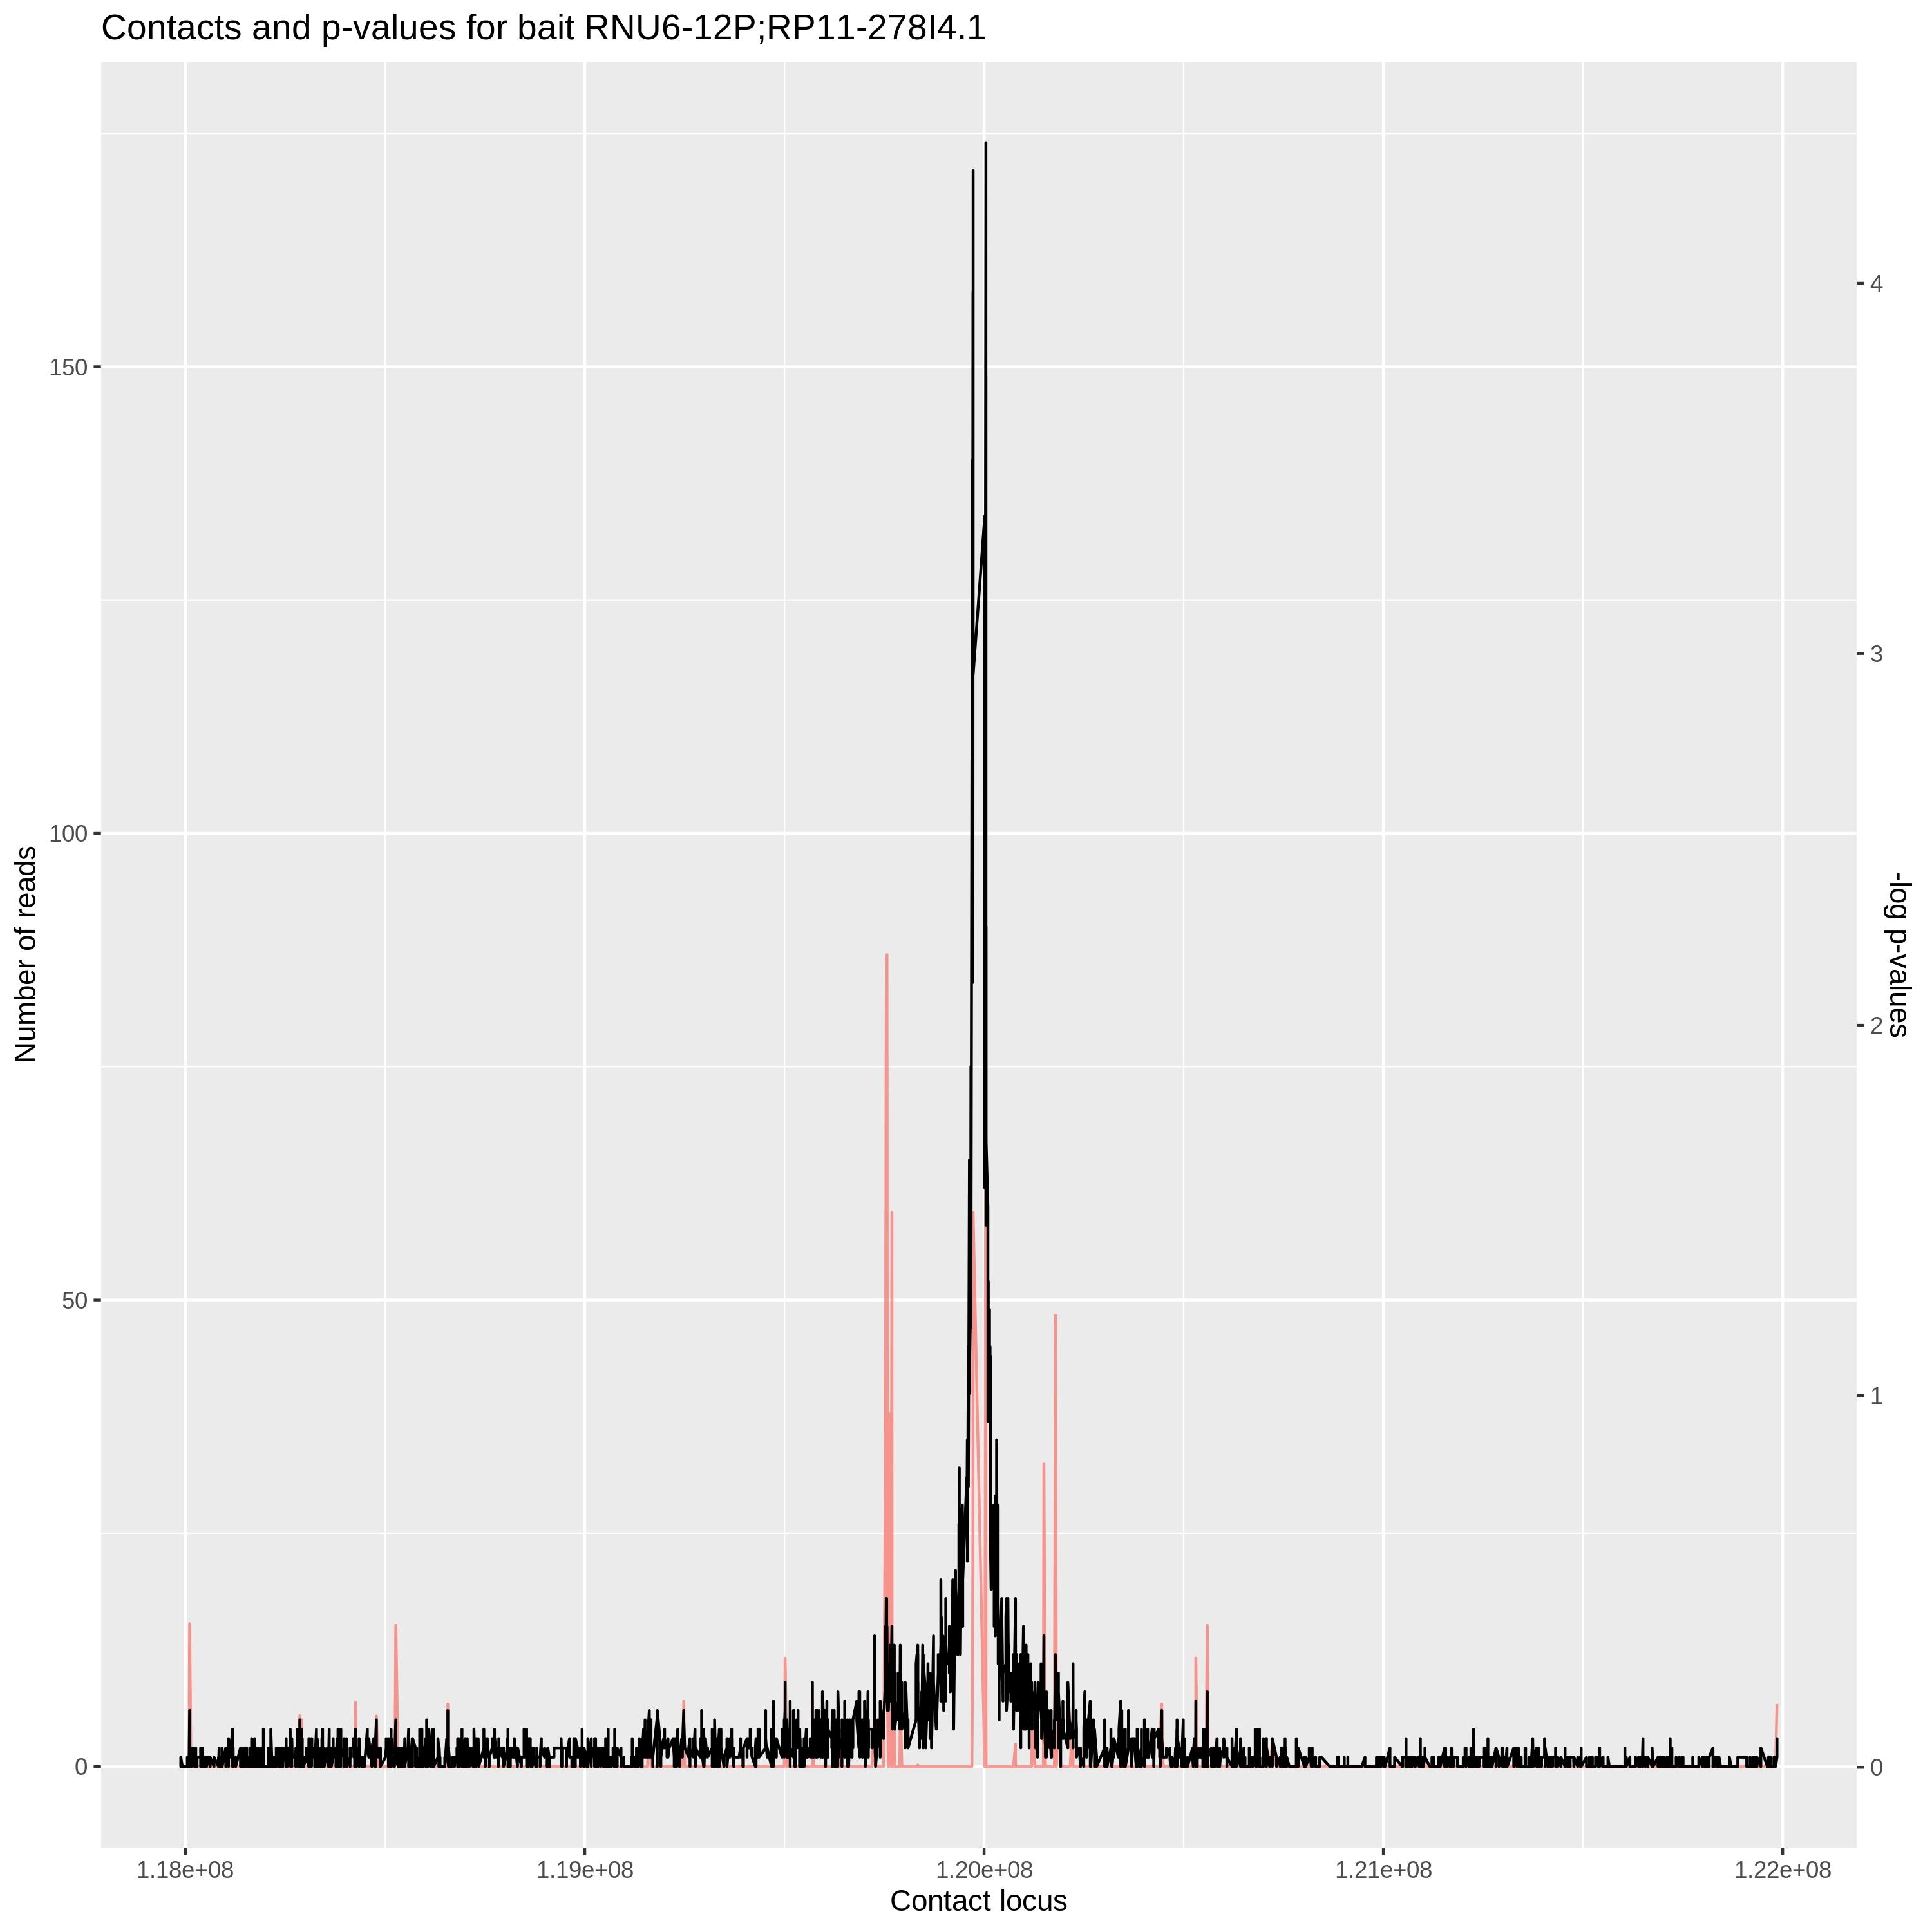 Contacts and p-values for bait RNU6-12P;RP11-278I4.1
Number of reads
150
100
50
0
4
3
2
1
0
-log p-values
1.18e+08 1.19e+08 1.20e+08 1.21e+08 1.22e+08
Contact locus